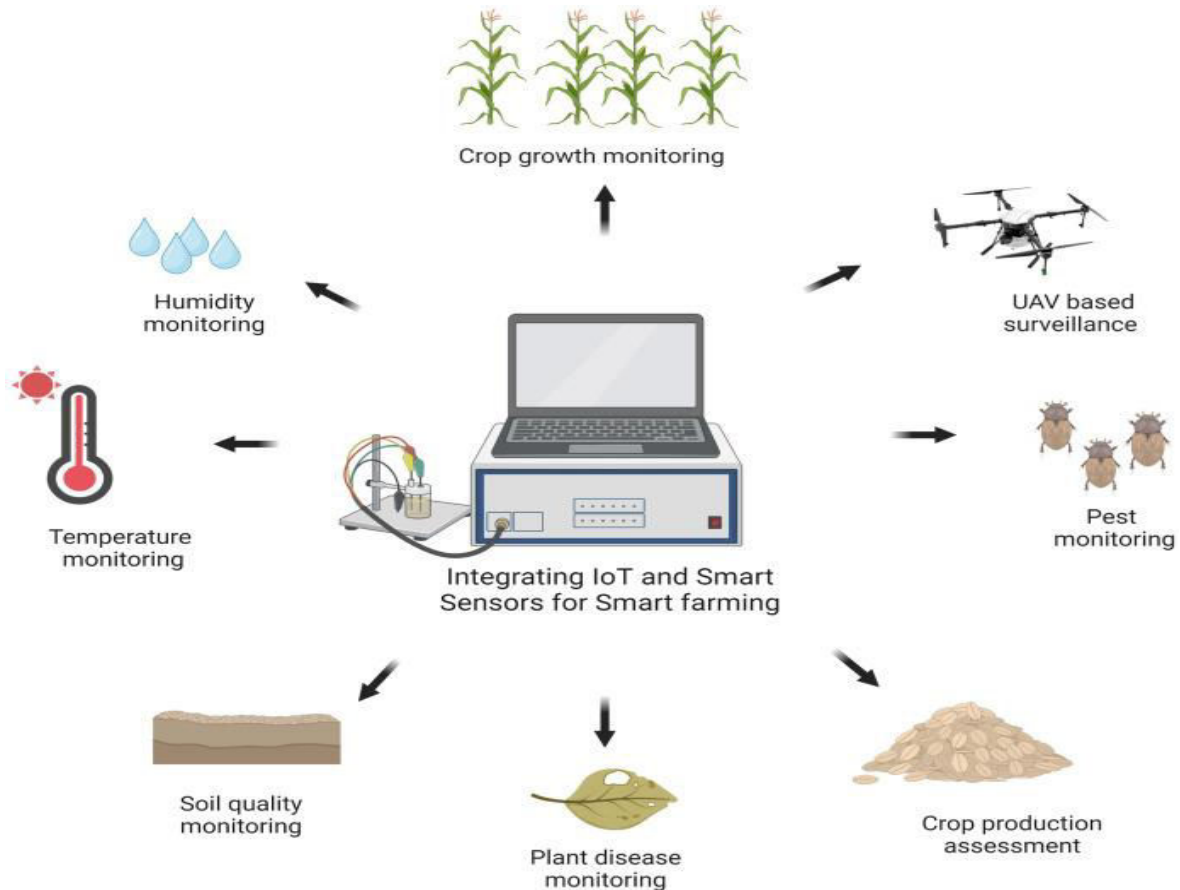 Crop growth monitoring
Humidity
monitoring
UAV based
surveillance
Temperature
monitoring
Pest
monitoring
Integrating IoT and Smart
Sensors for Smart farming
Soil quality
monitoring
Plant disease
monitoring
Crop production
assessment